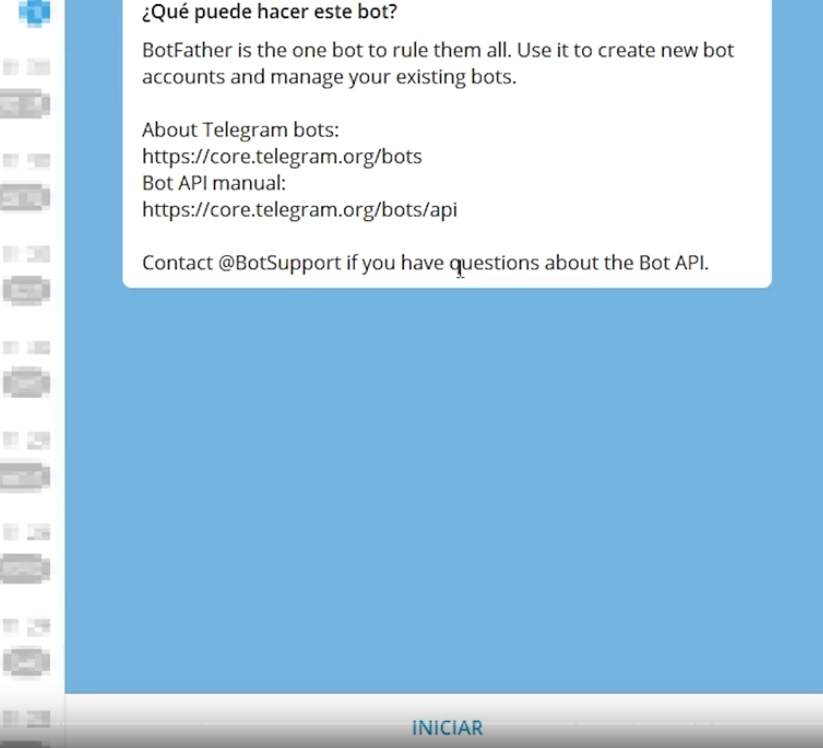 ¿Qué puede hacer este bot?
BotFather is the one bot to rule them all. Use it to create new bot
accounts and manage your existing bots.
About Telegram bots:
https://core.telegram.org/bots
Bot API manual:
https://core.telegram.org/bots/api
Contact @BotSupport if you have questions about the Bot API.
INICIAR